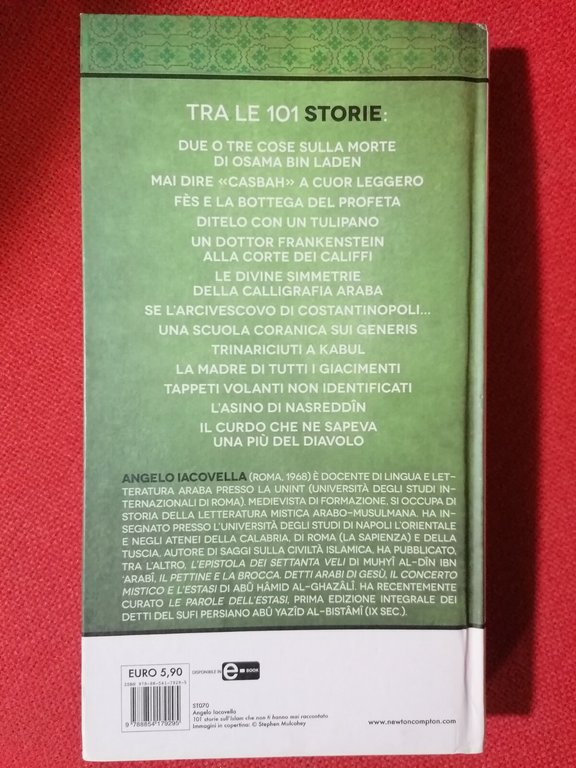 TRA LE 101 STORIE:
DUE O TRE COSE SULLA MORTE
DI OSAMA BIN LADEN
MAI DIRE «CASBAH» A CUOR LEGGERO
FÈS E LA BOTTEGA DEL PROFETA
DITELO CON UN TULIPANO
UN DOTTOR FRANKENSTEIN
ALLA CORTE DEI CALIFFI
LE DIVINE SIMMETRIE
DELLA CALLIGRAFIA ARABA
SE L'ARCIVESCOVO DI COSTANTINOPOLI...
UNA SCUOLA CORANICA SUI GENERIS
TRINARICIUTI A KABUL
LA MADRE DI TUTTI I GIACIMENTI
TAPPETI VOLANTI NON IDENTIFICATI
L'ASINO DI NASREDDÎN
IL CURDO CHE NE SAPEVA
UNA PIÙ DEL DIAVOLO
ANGELO IACOVELLA (ROMA, 1968) È DOCENTE DI LINGUA E LET-
TERATURA ARABA PRESSO LA UNINT (UNIVERSITÀ DEGLI STUDI IN-
TERNAZIONALI DI ROMA). MEDIEVISTA DI FORMAZIONE, SI OCCUPA DI
STORIA DELLA LETTERATURA MISTICA ARABO-MUSULMANA. HA IN-
SEGNATO PRESSO L'UNIVERSITÀ DEGLI STUDI DI NAPOLI L'ORIENTALE
E NEGLI ATENEI DELLA CALABRIA, DI ROMA (LA SAPIENZA) E DELLA
TUSCIA. AUTORE DI SAGGI SULLA CIVILTÀ ISLAMICA, HA PUBBLICATO,
TRA L'ALTRO, L'EPISTOLA DEI SETTANTA VELI DI MUHYÎ AL-DÎN IBN
'ARABÎ, IL PETTINE E LA BROCCA. DETTI ARABI DI GESÙ, IL CONCERTO
MISTICO E L'ESTASI DI ABÛ HÂMID AL-GHAZÂLÎ. HA RECENTEMENTE
CURATO LE PAROLE DELL'ESTASI, PRIMA EDIZIONE INTEGRALE DEI
DETTI DEL SUFI PERSIANO ABÛ YAZÎD AL-BISTÂMÎ (IX SEC.).
EURO 5,90
ISBN 978-88-541-7929-5
9 788854 179295
DISPONIBILE IN
e-BOOK
ST070
Angelo Iacovella
101 storie sull'Islam che non ti hanno mai raccontato
Immagini in copertina: © Stephen Mulcahey
www.newtoncompton.com